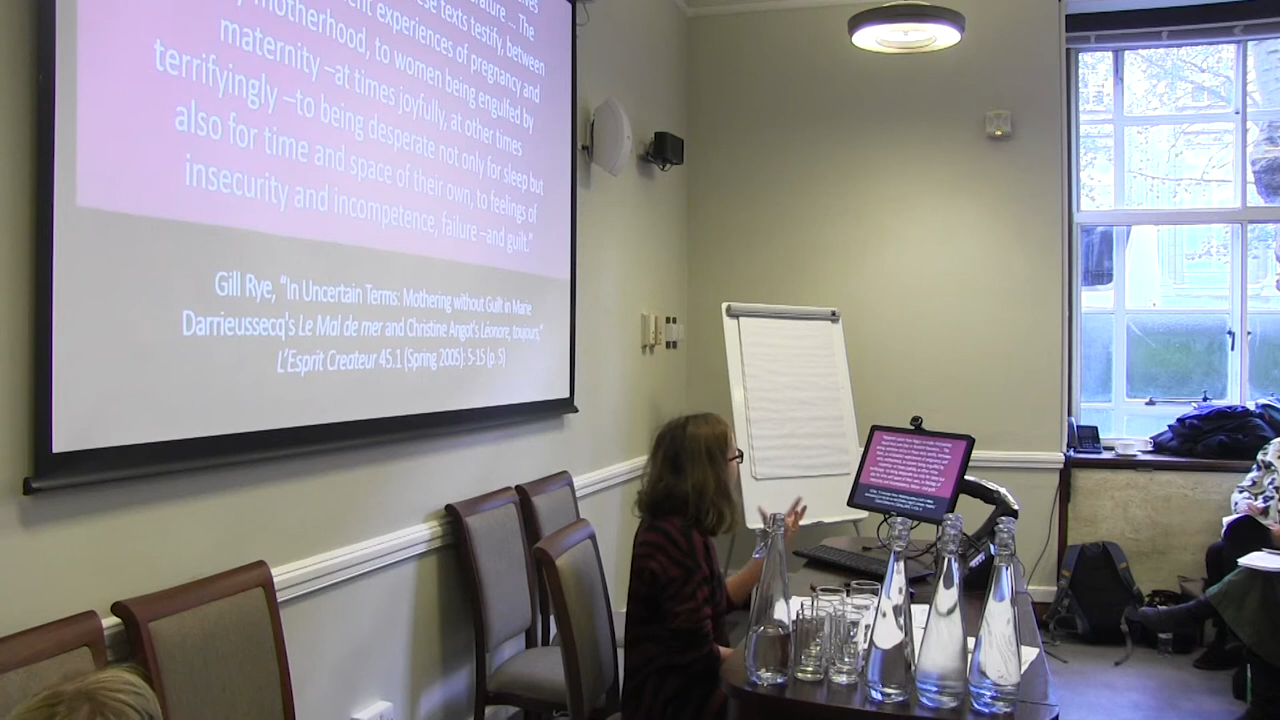 ese texts testify, between
ent experiences of pregnancy and
motherhood, to women being engulfed by
maternity –at times joyfully, at other times
terrifyingly –to being desperate not only for sleep but
also for time and space of their own, to feelings of
insecurity and incompetence, failure –and guilt."
Gill Rye, "In Uncertain Terms: Mothering without Guilt in Marie
Darrieussecq's Le Mal de mer and Christine Angot's Léonore, toujours,"
L'Esprit Createur 45.1 (Spring 2005): 5-15 (p. 5)